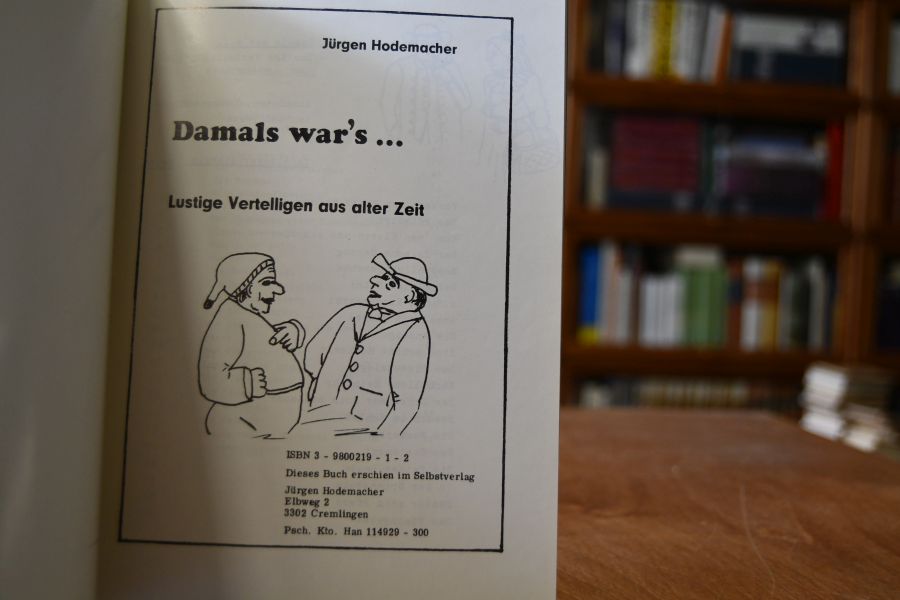 Jürgen Hodemacher
Damals war's ...
Lustige Vertelligen aus alter Zeit
ISBN 3 - 9800219 - 1 - 2
Dieses Buch erschien im Selbstverlag
Jürgen Hodemacher
Elbweg 2
3302 Cremlingen
Psch. Kto. Han 114929 - 300